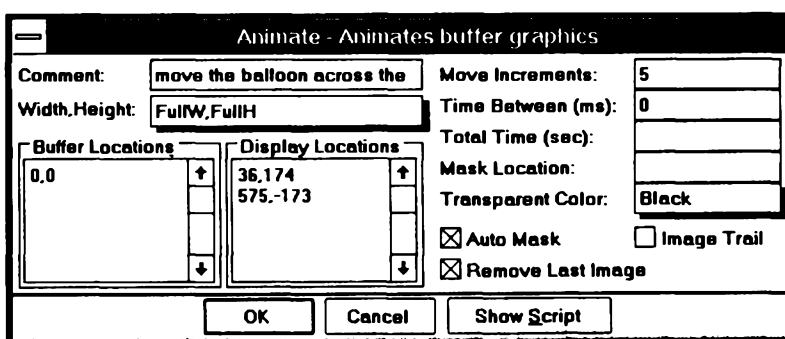 Animate - Animates buffer graphics
Comment: move the balloon across the
Width,Height: FullW,FullH
Buffer Locations
0,0
Display Locations
36,174
575,-173
Move Increments: 5
Time Between (ms): 0
Total Time (sec):
Mask Location:
Transparent Color: Black
Auto Mask
Image Trail
Remove Last Image
OK
Cancel
Show Script